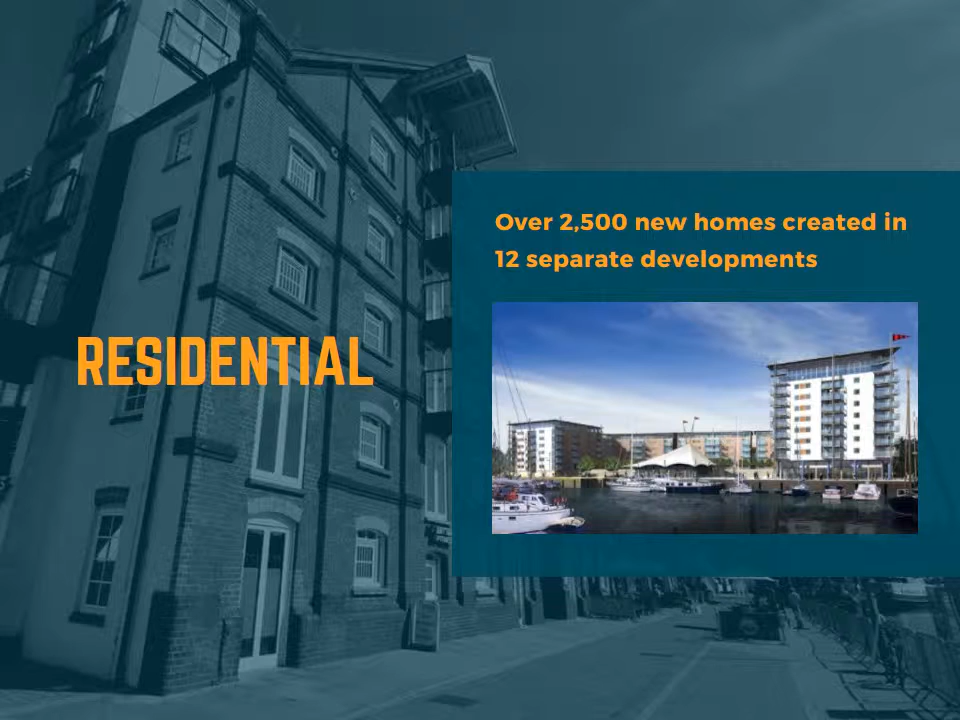 RESIDENTIAL
Over 2,500 new homes created in
12 separate developments